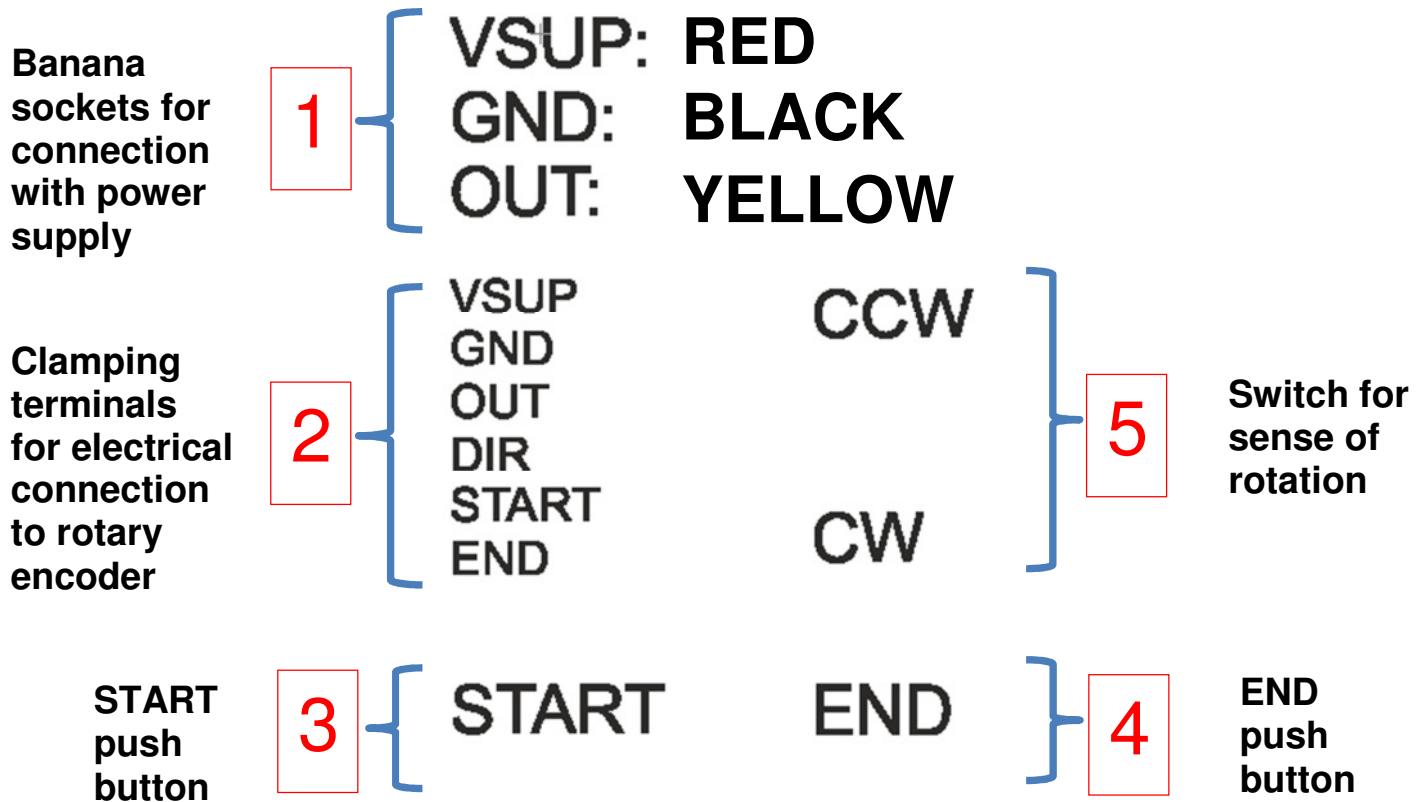 Banana
sockets for
connection
with power
supply
1
VSUP: RED
GND: BLACK
OUT: YELLOW
Clamping
terminals
for electrical
connection
to rotary
encoder
2
VSUP
GND
OUT
DIR
START
END
CCW
CW
5
Switch for
sense of
rotation
START
push
button
3
START
END
4
END
push
button